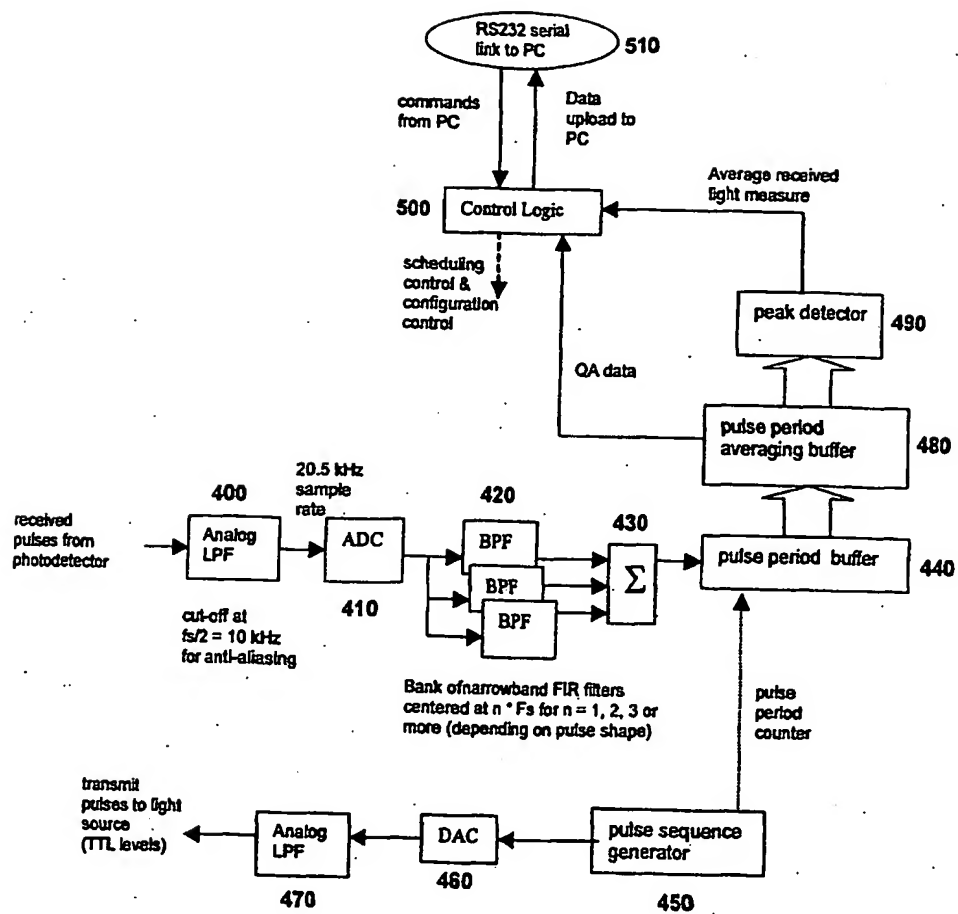 RS232 serial
link to PC
510
commands
from PC
Data
upload to
PC
Average received
light measure
500
Control Logic
scheduling
control &
configuration
control
peak detector
490
QA data
pulse period
averaging buffer
480
20.5 kHz
sample
rate
400
420
430
received
pulses from
photodetector
Analog
LPF
ADC
BPF
BPF
BPF
Σ
pulse period buffer
440
410
cut-off at
fs/2 = 10 kHz
for anti-aliasing
Bank ofnarrowband FIR filters
centered at n * Fs for n = 1, 2, 3 or
more (depending on pulse shape)
pulse
period
counter
transmit
pulses to light
source
(TTL levels)
Analog
LPF
DAC
pulse sequence
generator
470
460
450